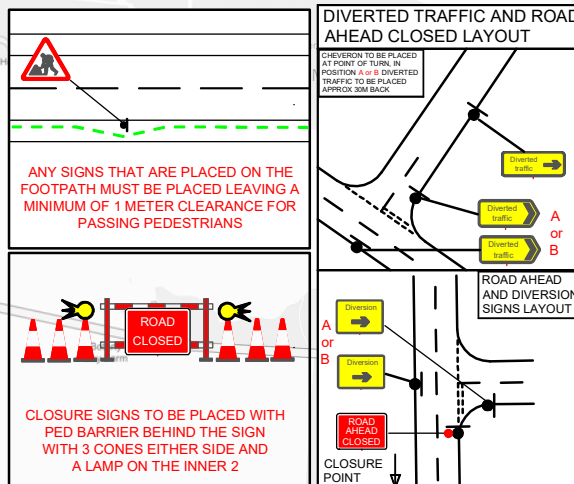 ANY SIGNS THAT ARE PLACED ON THE
FOOTPATH MUST BE PLACED LEAVING A
MINIMUM OF 1 METER CLEARANCE FOR
PASSING PEDESTRIANS
ROAD
CLOSED
CLOSURE SIGNS TO BE PLACED WITH
PED BARRIER BEHIND THE SIGN
WITH 3 CONES EITHER SIDE AND
A LAMP ON THE INNER 2
DIVERTED TRAFFIC AND ROAD
AHEAD CLOSED LAYOUT
CHEVERON TO BE PLACED
AT POINT OF TURN, IN
POSITION A or B DIVERTED
TRAFFIC TO BE PLACED
APPROX 30M BACK
Diverted
traffic
Diverted
traffic
A
or
B
Diverted
traffic
ROAD AHEAD
AND DIVERSION
SIGNS LAYOUT
A
or
B
Diversion
Diversion
ROAD
AHEAD
CLOSED
CLOSURE
POINT